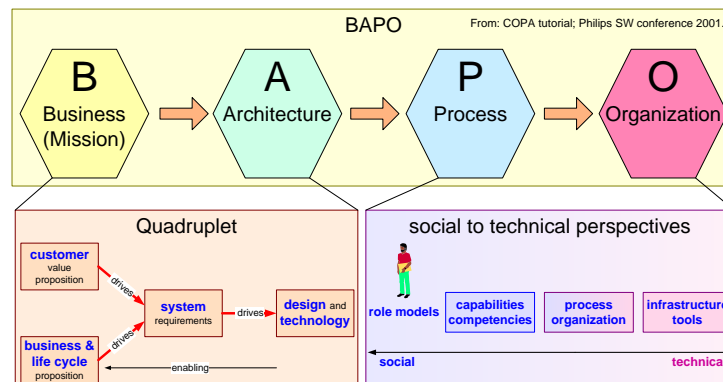 BAPO
From: COPA tutorial; Philips SW conference 2001.
B
Business
(Mission)
A
Architecture
P
Process
O
Organization
Quadruplet
customer
value
proposition
drives
business &
life cycle
proposition
drives
system
requirements
drives
design and
technology
enabling
social to technical perspectives
role models
capabilities
competencies
process
organization
infrastructure
tools
social
technical